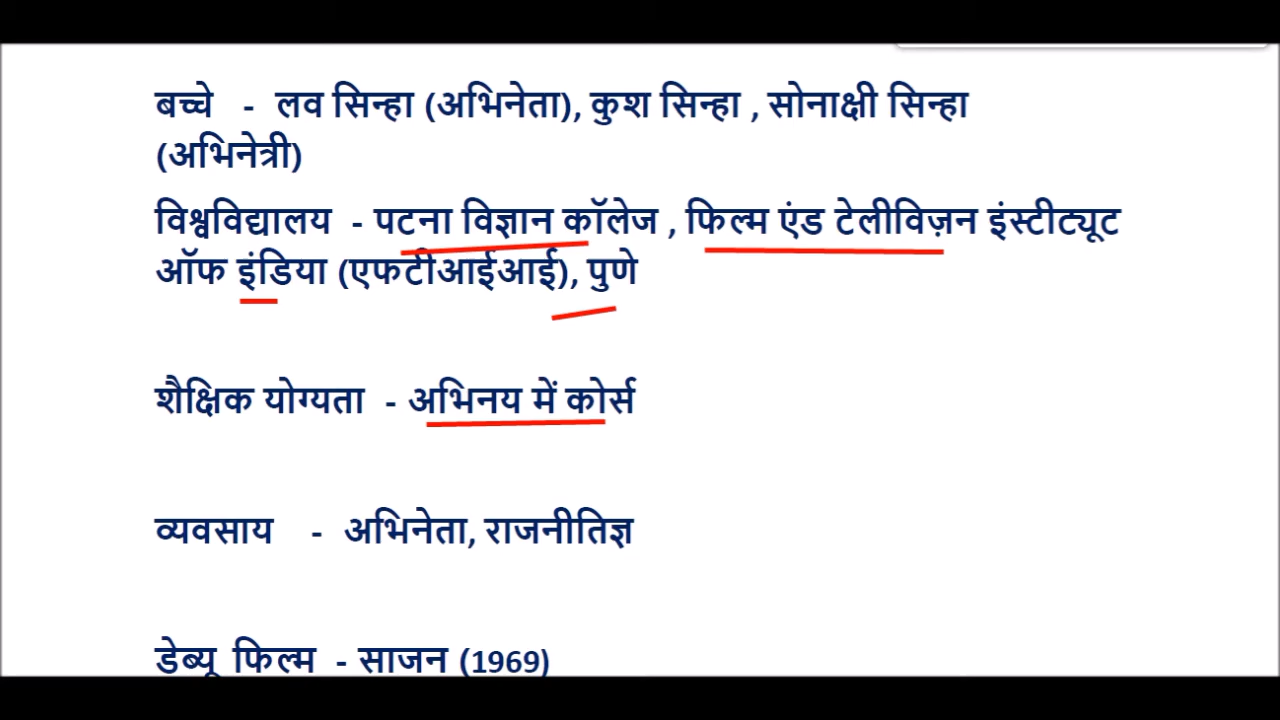 बच्चे - लव सिन्हा (अभिनेता), कुश सिन्हा , सोनाक्षी सिन्हा
(अभिनेत्री)
विश्वविद्यालय - पटना विज्ञान कॉलेज , फिल्म एंड टेलीविज़न इंस्टीट्यूट
ऑफ इंडिया (एफटीआईआई), पुणे
शैक्षिक योग्यता - अभिनय में कोर्स
व्यवसाय - अभिनेता, राजनीतिज्ञ
डेब्यू फिल्म - साजन (1969)